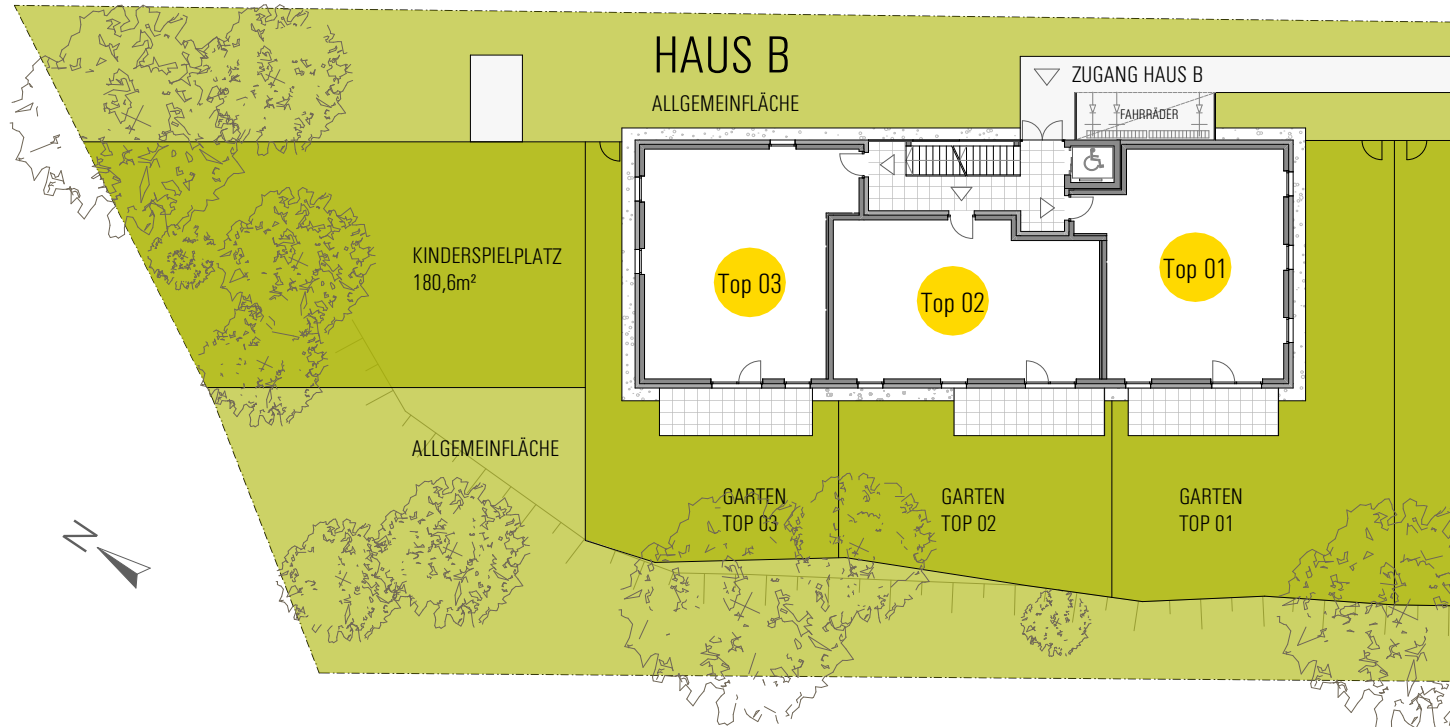 HAUS B
ALLGEMEINFLÄCHE
ZUGANG HAUS B
FAHRRÄDER
KINDERSPIELPLATZ
180,6m²
Top 03
Top 02
Top 01
ALLGEMEINFLÄCHE
GARTEN
TOP 03
GARTEN
TOP 02
GARTEN
TOP 01
N